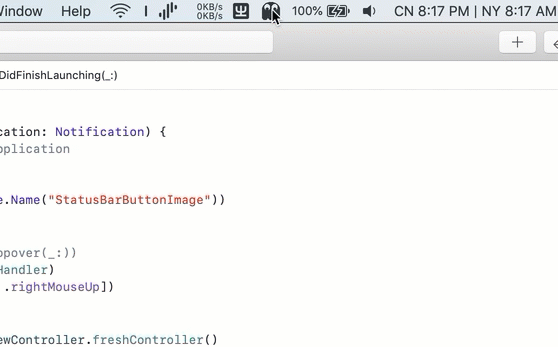 Window Help 0KB/s 100% CN 8:17 PM | NY 8:17 AM
0KB/s
DidFinishLaunching(_:)
cation: Notification) {
pplication
e.Name("StatusBarButtonImage"))
opover(_:))
Handler)
.rightMouseUp])
ewController.freshController()